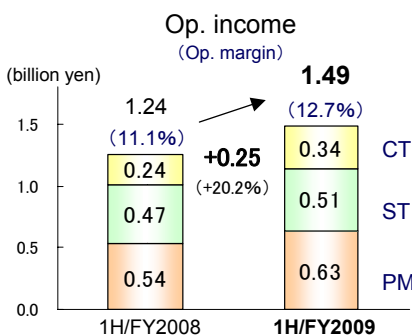 Op. income
(Op. margin)
(billion yen)
1.49
1.24
(12.7%)
(11.1%)
1.5
+0.25
(+20.2%)
0.34
CT
0.24
1.0
0.47
0.51
ST
0.5
0.54
0.63
PM
0.0
1H/FY2008
1H/FY2009